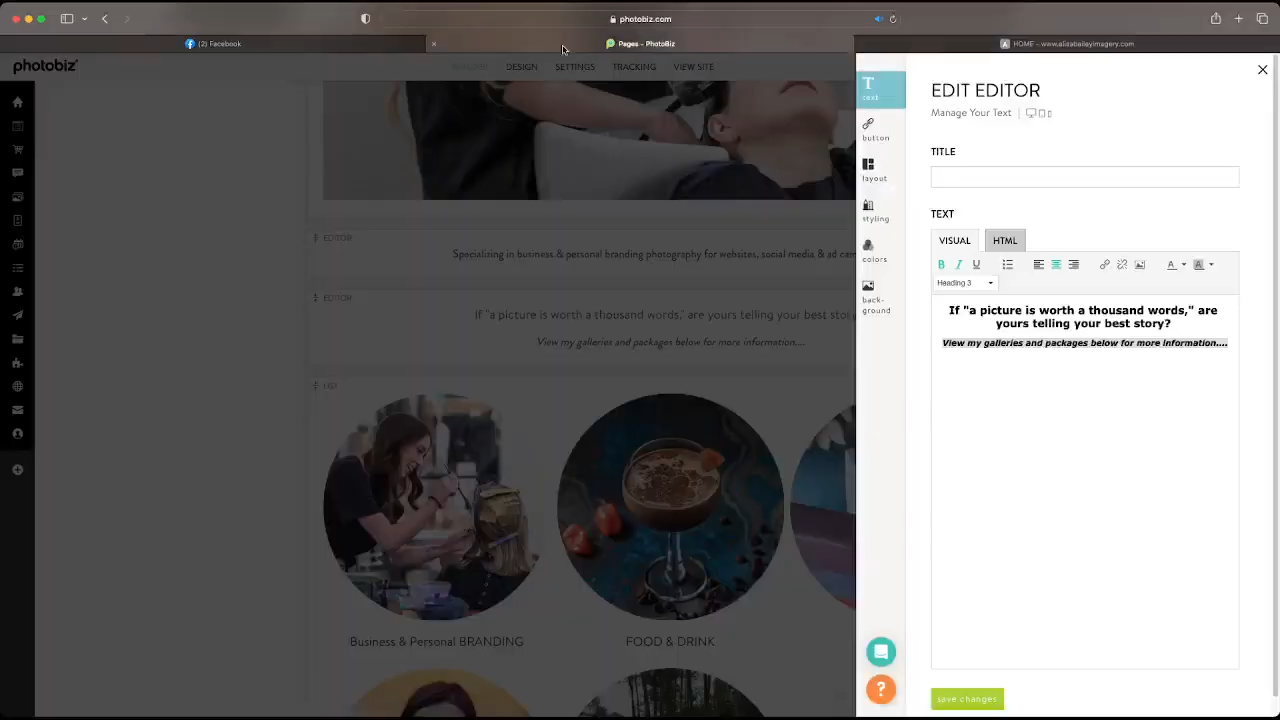 photobiz.com
(2) Facebook
Pages – PhotoBiz
HOME – www.alisabaileyimagery.com
photobiz
DESIGN
SETTINGS
TRACKING
VIEW SITE
EDITOR
Specializing in business & personal branding photography for websites, social media & ad
EDITOR
If "a picture is worth a thousand words," are yours telling your best
View my galleries and packages below for more information....
LIST
Business & Personal BRANDING
FOOD & DRINK
text
button
layout
styling
colors
back-
ground
EDIT EDITOR
Manage Your Text
TITLE
TEXT
VISUAL
HTML
B I U
A A
Heading 3
If "a picture is worth a thousand words," are
yours telling your best story?
View my galleries and packages below for more information....
?
save changes